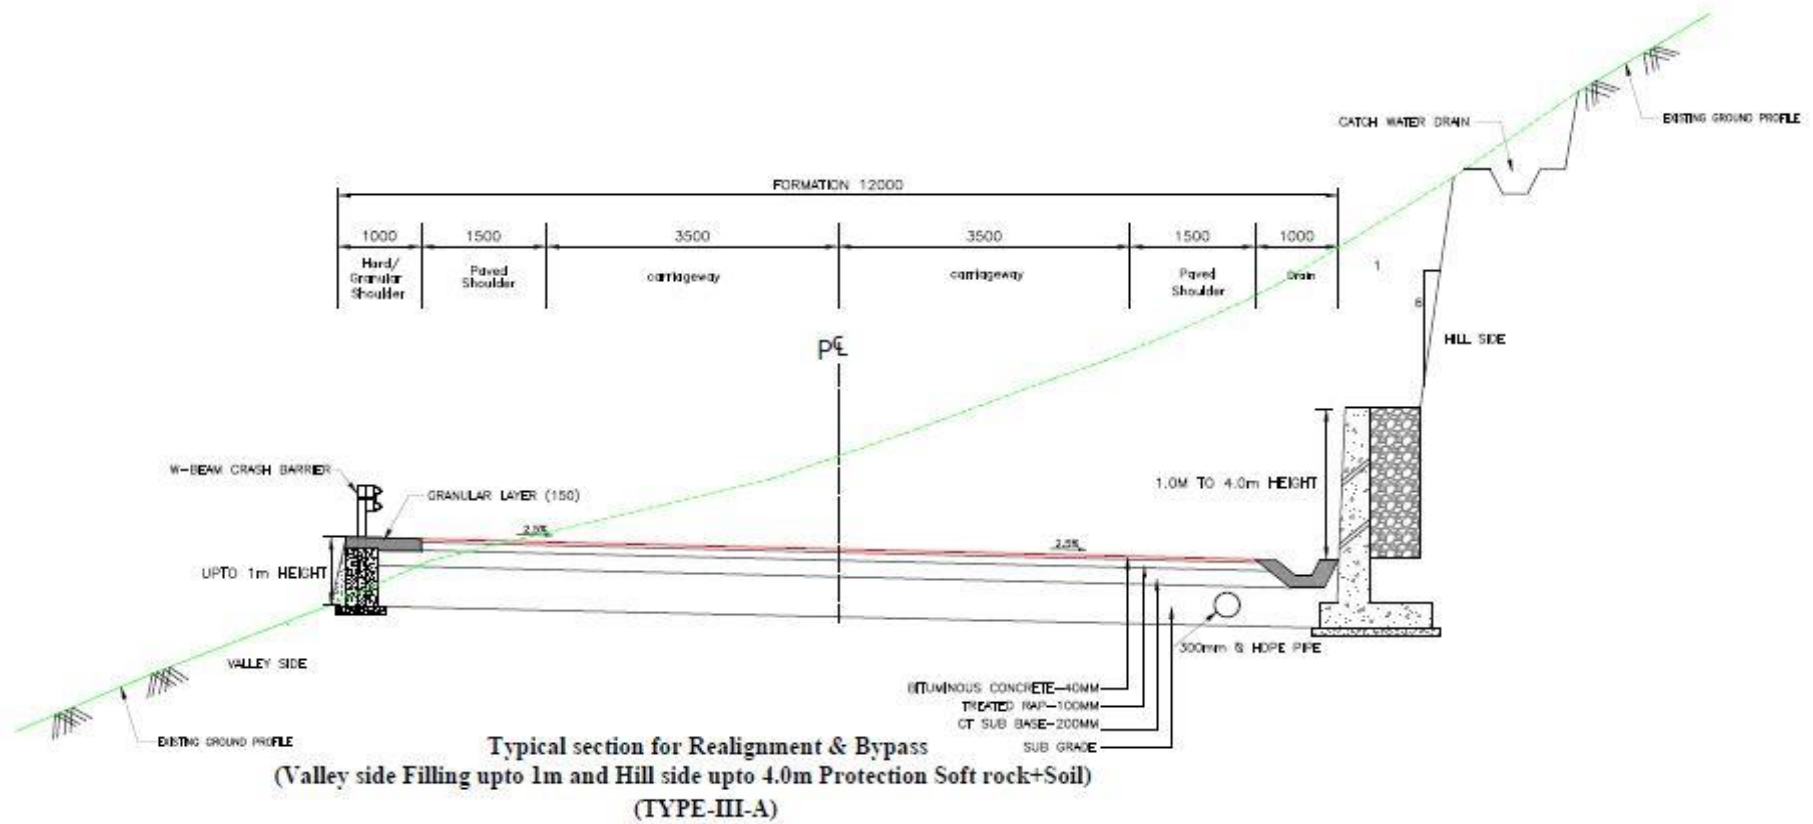 CATCH WATER DRAIN
EXISTING GROUND PROFILE
FORMATION 12000
1000
1500
3500
3500
1500
1000
Hard/
Granular
Shoulder
Paved
Shoulder
carriageway
carriageway
Paved
Shoulder
Drain
1
6
HILL SIDE
P℄
W-BEAM CRASH BARRIER
GRANULAR LAYER (150)
1.0M TO 4.0m HEIGHT
2.5%
2.5%
UPTO 1m HEIGHT
300mm Ø HDPE PIPE
VALLEY SIDE
BITUMINOUS CONCRETE-40MM
TREATED RAP-100MM
CT SUB BASE-200MM
SUB GRADE
EXISTING GROUND PROFILE
Typical section for Realignment & Bypass
(Valley side Filling upto 1m and Hill side upto 4.0m Protection Soft rock+Soil)
(TYPE-III-A)